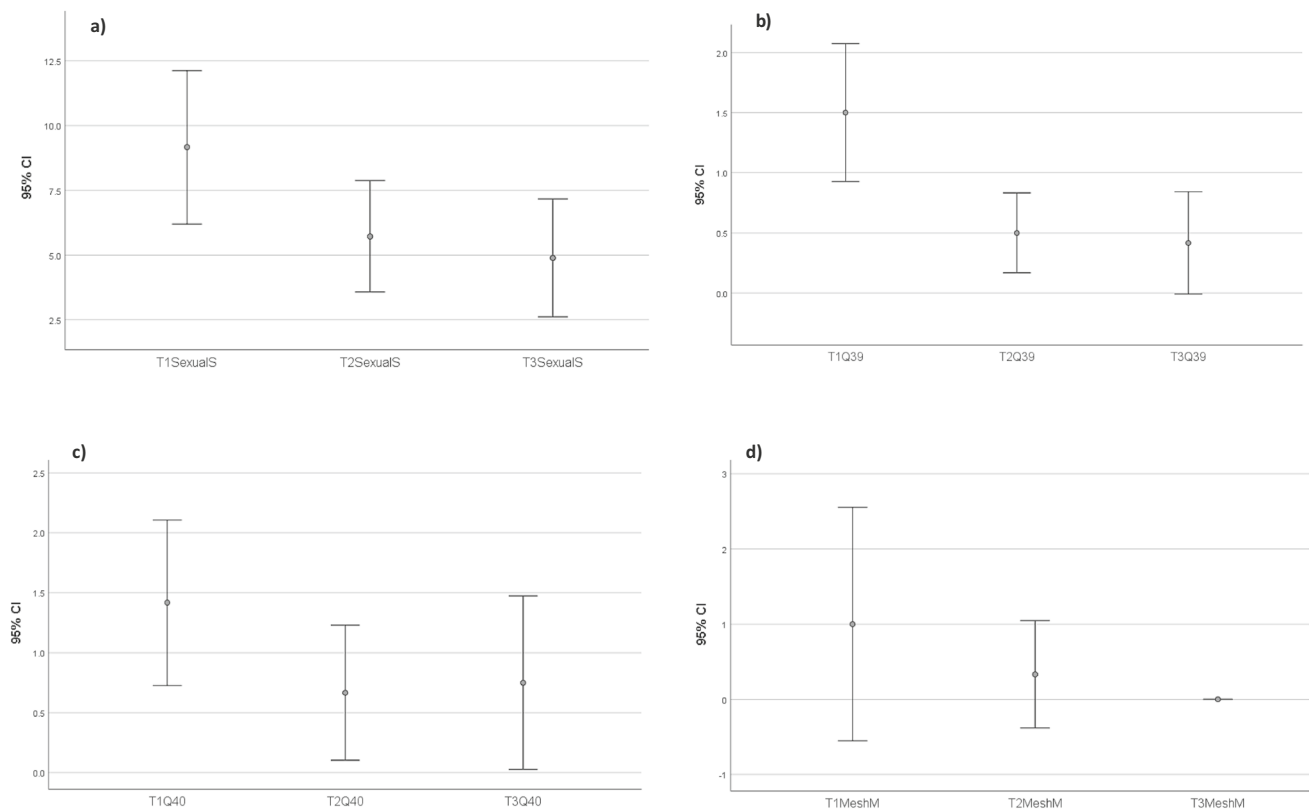 a)
95% CI
12.5
10.0
7.5
5.0
2.5
T1SexualS T2SexualS T3SexualS
b)
95% CI
2.0
1.5
1.0
0.5
0.0
T1Q39 T2Q39 T3Q39
c)
95% CI
2.5
2.0
1.5
1.0
0.5
0.0
T1Q40 T2Q40 T3Q40
d)
95% CI
3
2
1
0
-1
T1MeshM T2MeshM T3MeshM